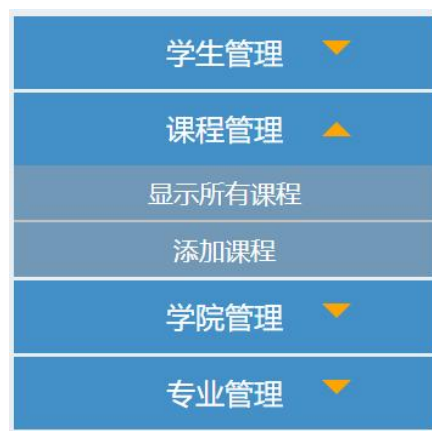 学生管理
课程管理
显示所有课程
添加课程
学院管理
专业管理